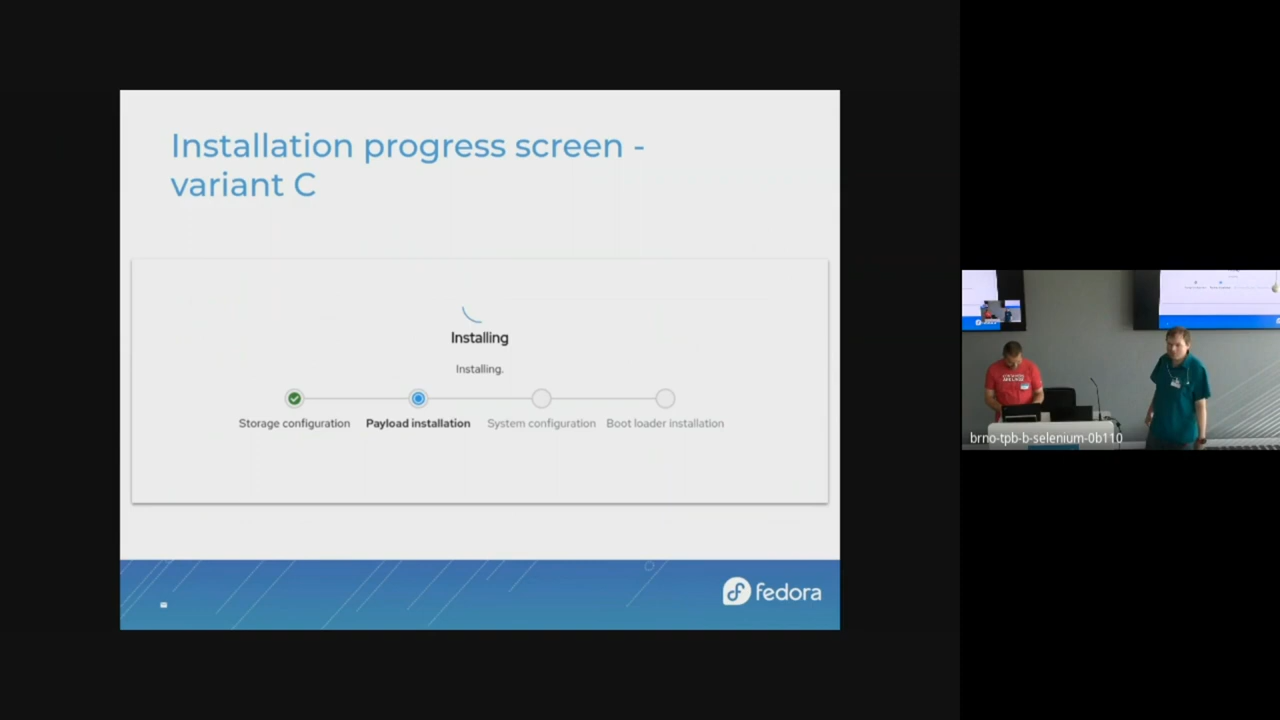 Installation progress screen -
variant C
Installing
Installing.
Storage configuration
Payload installation
System configuration
Boot loader installation
fedora
brno-tpb-b-selenium-0b110